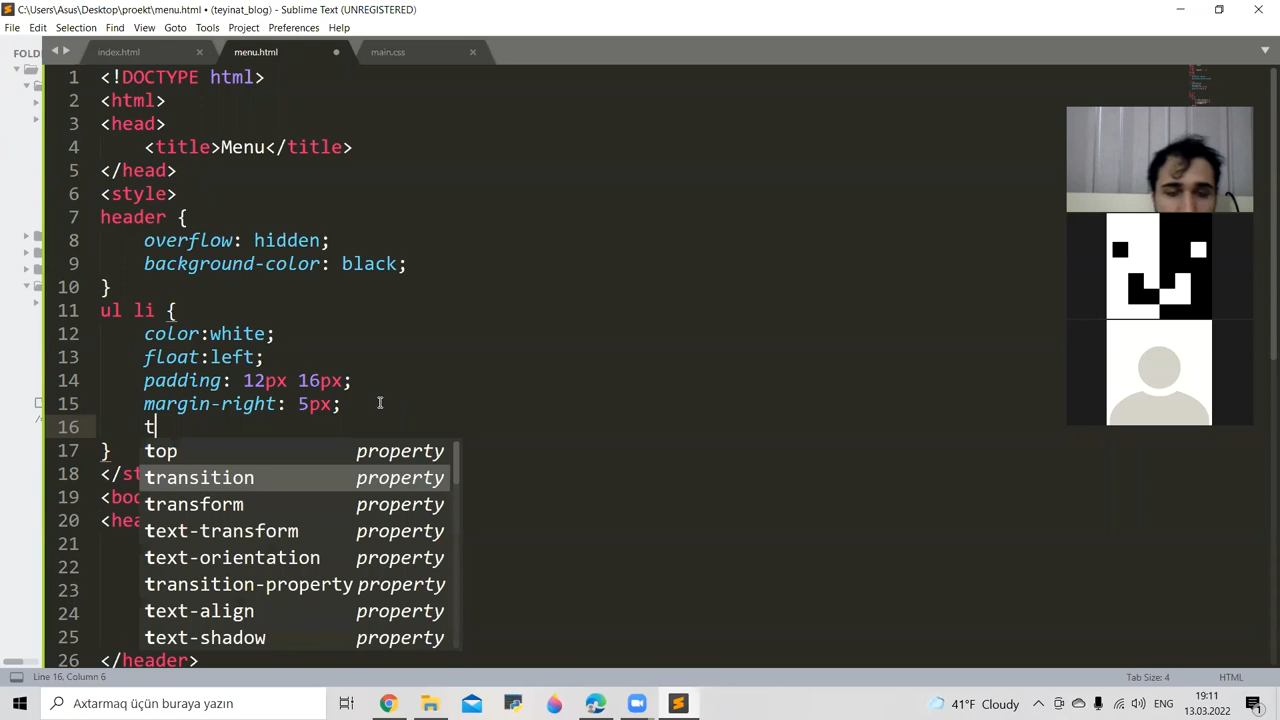 C:\Users\Asus\Desktop\proekt\menu.html • (teyinat_blog) - Sublime Text (UNREGISTERED)
File Edit Selection Find View Goto Tools Project Preferences Help
FOLD
index.html
menu.html
main.css
1 <!DOCTYPE html>
2 <html>
3 <head>
4 <title>Menu</title>
5 </head>
6 <style>
7 header {
8 overflow: hidden;
9 background-color: black;
10 }
11 ul li {
12 color:white;
13 float:left;
14 padding: 12px 16px;
15 margin-right: 5px;
16 t
17 }
top property
18 </st
transition property
19 <bod
transform property
20 <hea
text-transform property
21
text-orientation property
22
transition-property property
23
text-align property
24
text-shadow property
25
26 </header>
Line 16, Column 6
Tab Size: 4
HTML
Axtarmaq üçün buraya yazın
41°F Cloudy
ENG
19:11
13.03.2022
1